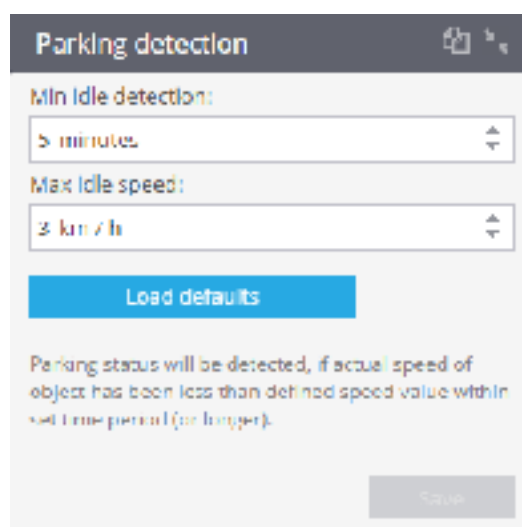 Parking detection
Min idle detection:
5 minutes
Max idle speed:
3 km / h
Load defaults
Parking status will be detected, if actual speed of
object has been less than defined speed value within
set time period (or longer).
Save